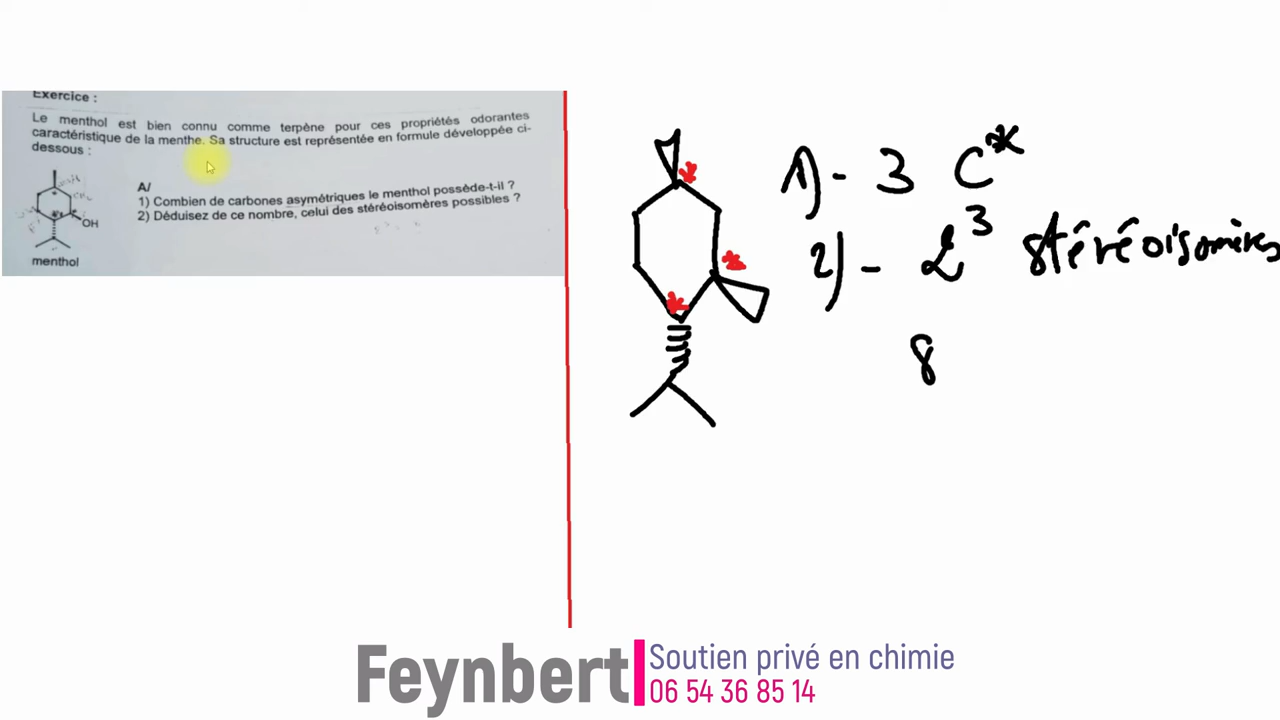 Exercice :
Le menthol est bien connu comme terpène pour ces propriétés odorantes
caractéristique de la menthe. Sa structure est représentée en formule développée ci-
dessous :
A/
1) Combien de carbones asymétriques le menthol possède-t-il ?
2) Déduisez de ce nombre, celui des stéréoisomères possibles ?
OH
menthol
1)- 3 C*
2)- 2³ stéréoisomères
8
Feynbert
Soutien privé en chimie
06 54 36 85 14